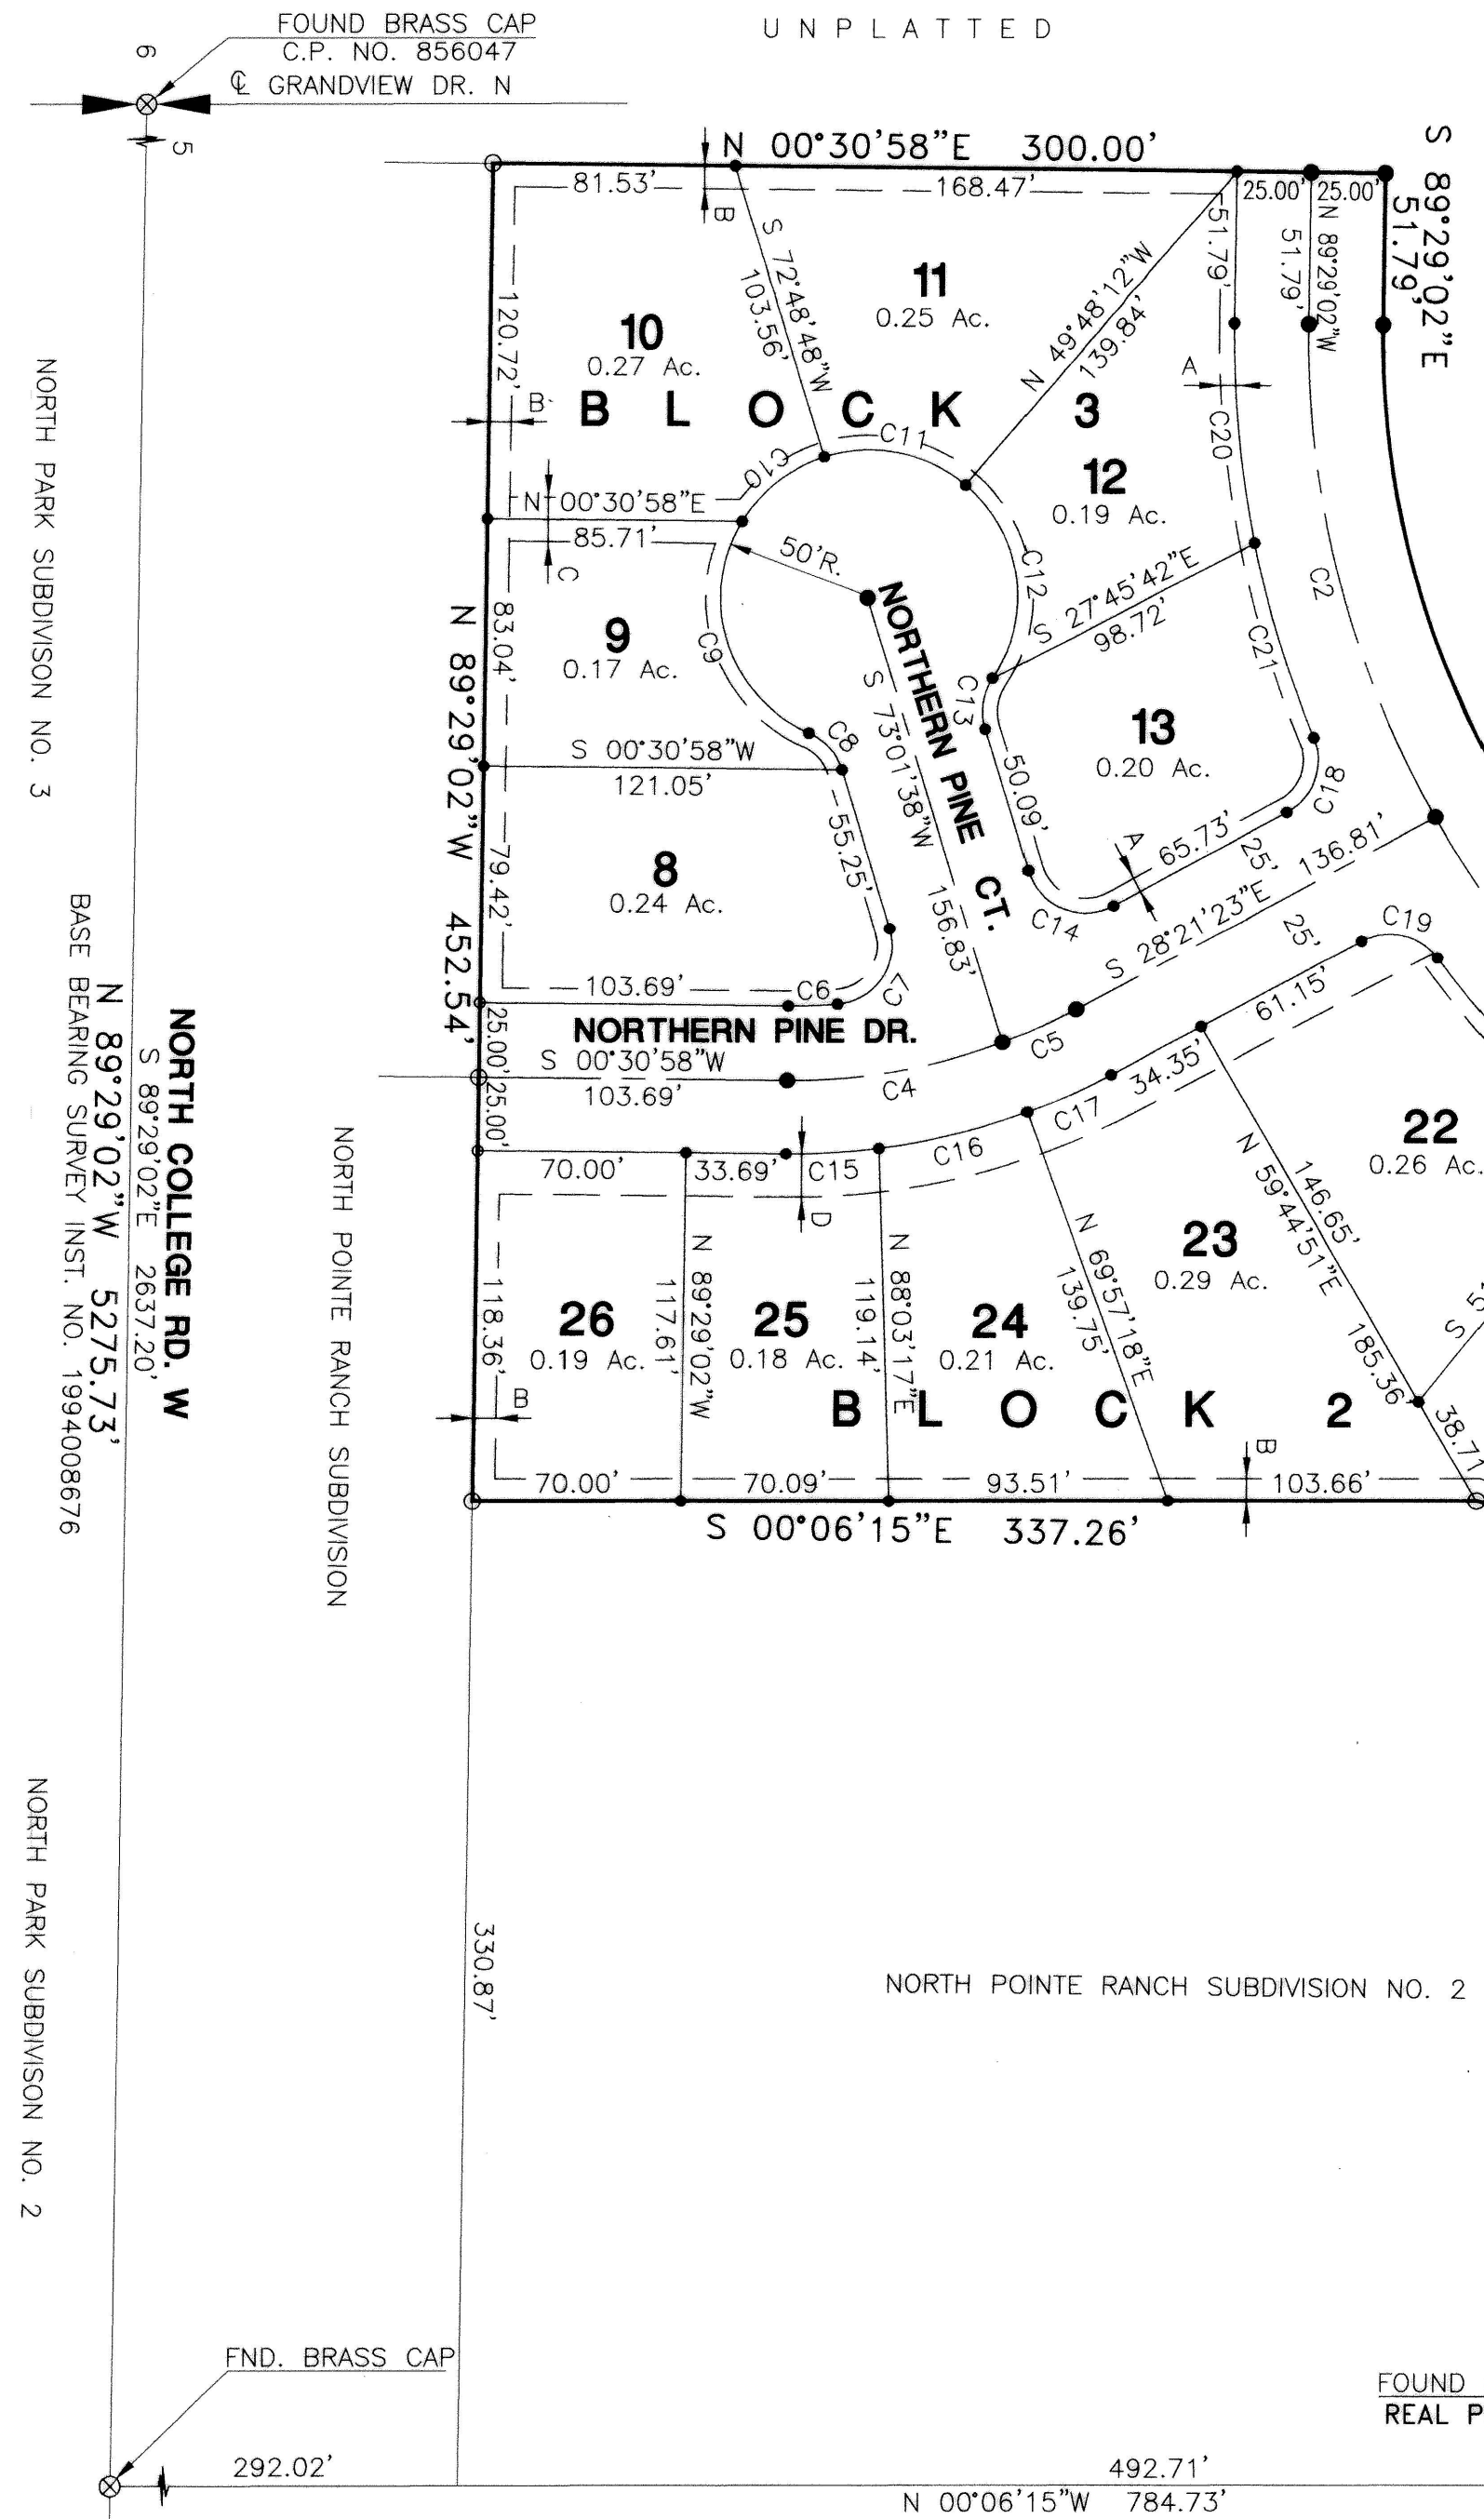 FOUND BRASS CAP
C.P. NO. 856047
℄ GRANDVIEW DR. N
UNPLATTED
6
5
N 00°30'58"E 300.00'
81.53'
168.47'
25.00'
25.00'
S 89°29'02"E
51.79'
B
S 72°48'48"W
103.56'
11
0.25 Ac.
N 49°48'12"W
139.84'
51.79'
N 89°29'02"W
51.79'
10
0.27 Ac.
120.72'
B
BLOCK 3
A
C10
C11
C20
12
0.19 Ac.
N 00°30'58"E
85.71'
C
50'R.
C12
C2
S 27°45'42"E
98.72'
9
0.17 Ac.
83.04'
C9
NORTHERN PINE CT.
S 73°01'38"W 156.83'
C13
C21
13
0.20 Ac.
C8
S 00°30'58"W
121.05'
50.09'
C18
N 89°29'02"W 452.54'
8
0.24 Ac.
79.42'
55.25'
A
65.73'
25'
136.81'
S 28°21'23"E
C14
25'
C19
103.69'
C6
C7
NORTHERN PINE DR.
25.00'
S 00°30'58"W
103.69'
25.00'
C4
C5
61.15'
34.35'
C17
70.00'
33.69'
C15
C16
D
22
0.26 Ac.
N 89°29'02"W
117.61'
N 88°03'17"E
119.14'
N 69°57'18"E
139.75'
146.65'
N 59°44'51"E
185.36'
S
38.71'
23
0.29 Ac.
118.36'
26
0.19 Ac.
25
0.18 Ac.
24
0.21 Ac.
B
BLOCK 2
B
70.00'
70.09'
93.51'
103.66'
S 00°06'15"E 337.26'
NORTH PARK SUBDIVISON NO. 3
NORTH COLLEGE RD. W
S 89°29'02"E 2637.20'
N 89°29'02"W 5275.73'
BASE BEARING SURVEY INST. NO. 1994008676
NORTH POINTE RANCH SUBDIVISION
NORTH PARK SUBDIVISON NO. 2
330.87'
NORTH POINTE RANCH SUBDIVISION NO. 2
FND. BRASS CAP
FOUND
REAL P
292.02'
492.71'
N 00°06'15"W 784.73'